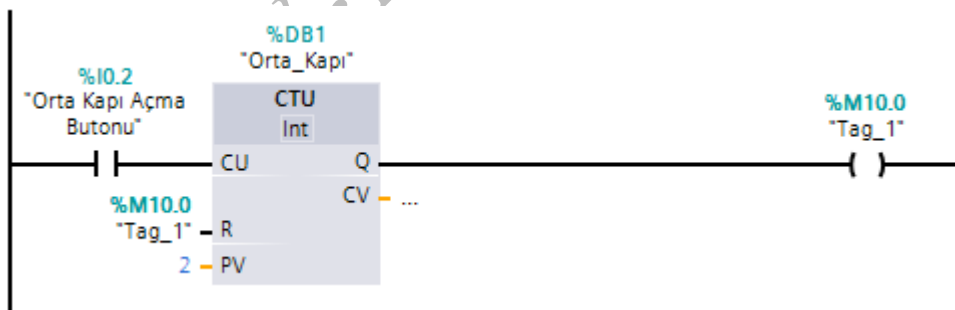 %DB1
"Orta_Kapı"
%I0.2
"Orta Kapı Açma
Butonu"
CTU
Int
%M10.0
"Tag_1"
CU
Q
CV
...
%M10.0
"Tag_1"
R
2
PV